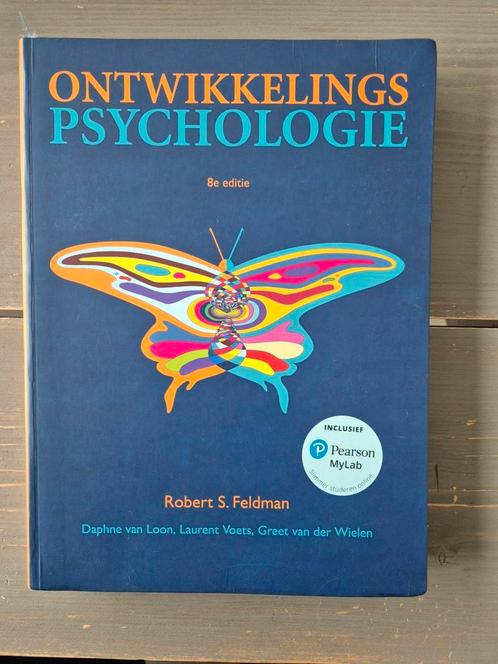 ONTWIKKELINGS
PSYCHOLOGIE
8e editie
INCLUSIEF
Pearson
MyLab
Slimmer studeren online
Robert S. Feldman
Daphne van Loon, Laurent Voets, Greet van der Wielen